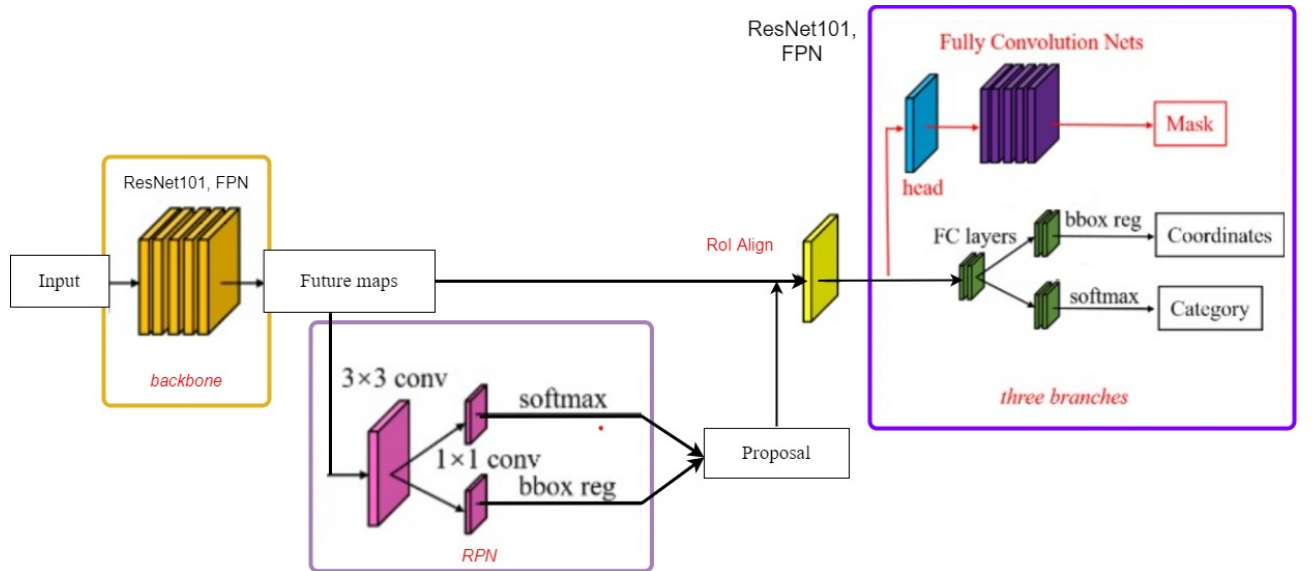 ResNet101,
FPN
Fully Convolution Nets
Mask
head
ResNet101, FPN
Input
Future maps
backbone
RoI Align
FC layers
bbox reg
Coordinates
softmax
Category
three branches
3×3 conv
softmax
1×1 conv
bbox reg
RPN
Proposal